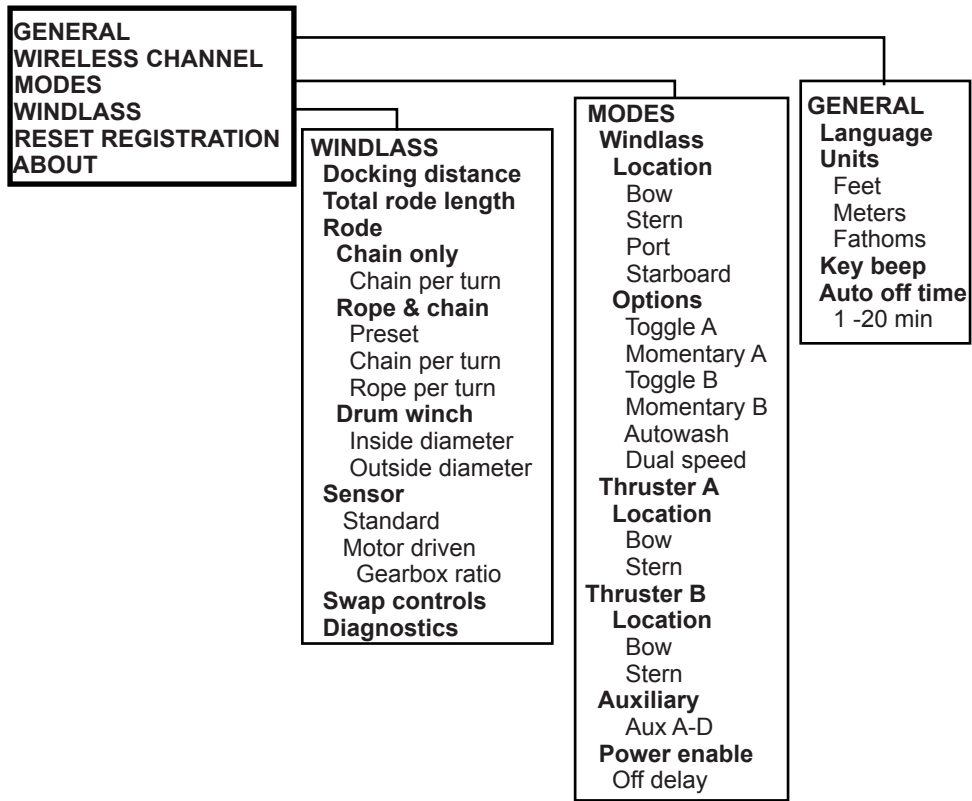 GENERAL
WIRELESS CHANNEL
MODES
WINDLASS
RESET REGISTRATION
ABOUT
WINDLASS
Docking distance
Total rode length
Rode
Chain only
Chain per turn
Rope & chain
Preset
Chain per turn
Rope per turn
Drum winch
Inside diameter
Outside diameter
Sensor
Standard
Motor driven
Gearbox ratio
Swap controls
Diagnostics
MODES
Windlass
Location
Bow
Stern
Port
Starboard
Options
Toggle A
Momentary A
Toggle B
Momentary B
Autowash
Dual speed
Thruster A
Location
Bow
Stern
Thruster B
Location
Bow
Stern
Auxiliary
Aux A-D
Power enable
Off delay
GENERAL
Language
Units
Feet
Meters
Fathoms
Key beep
Auto off time
1 -20 min